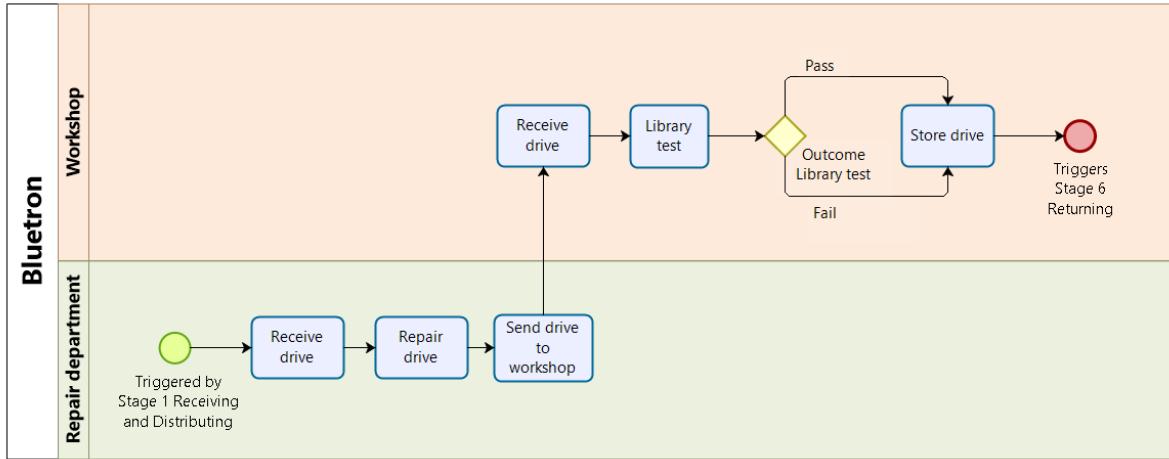 Bluetron
Workshop
Receive
drive
Library
test
Pass
Outcome
Library test
Fail
Store drive
Triggers
Stage 6
Returning
Repair department
Triggered by
Stage 1 Receiving
and Distributing
Receive
drive
Repair
drive
Send drive
to
workshop